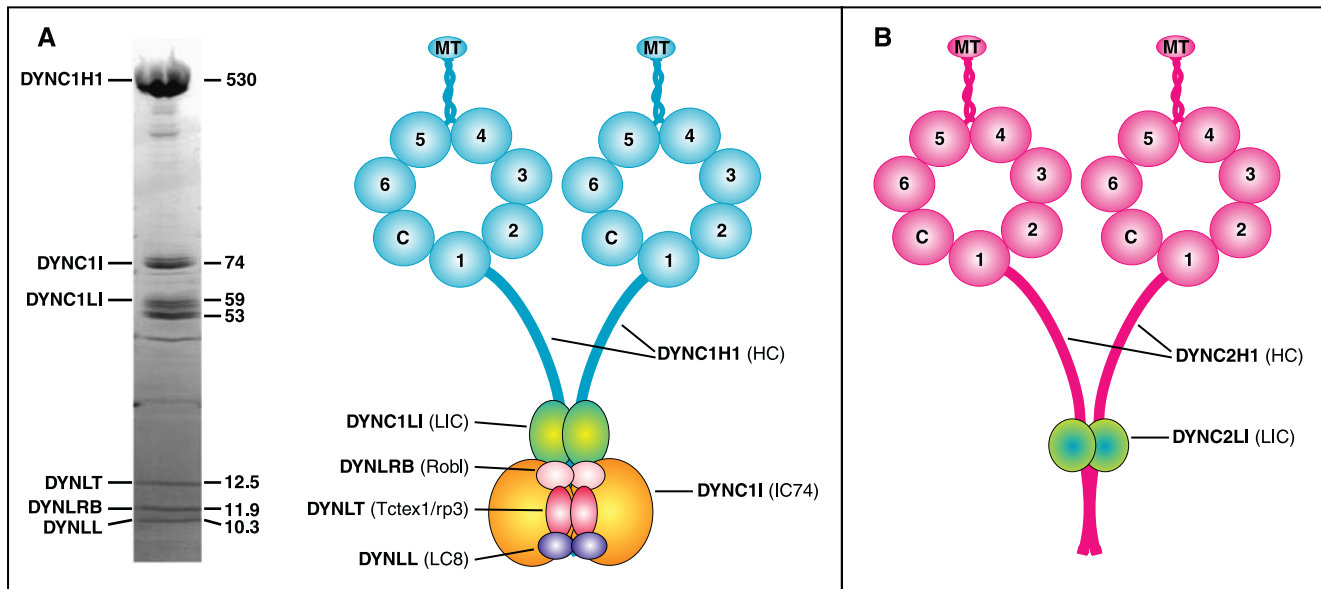 A
DYNC1H1
530
DYNC1I
74
DYNC1LI
59
53
DYNLT
12.5
DYNLRB
11.9
DYNLL
10.3
MT
MT
5
4
6
3
C
2
1
5
4
6
3
C
2
1
DYNC1H1 (HC)
DYNC1LI (LIC)
DYNLRB (Robl)
DYNC1I (IC74)
DYNLT (Tctex1/rp3)
DYNLL (LC8)
B
MT
MT
5
4
6
3
C
2
1
5
4
6
3
C
2
1
DYNC2H1 (HC)
DYNC2LI (LIC)